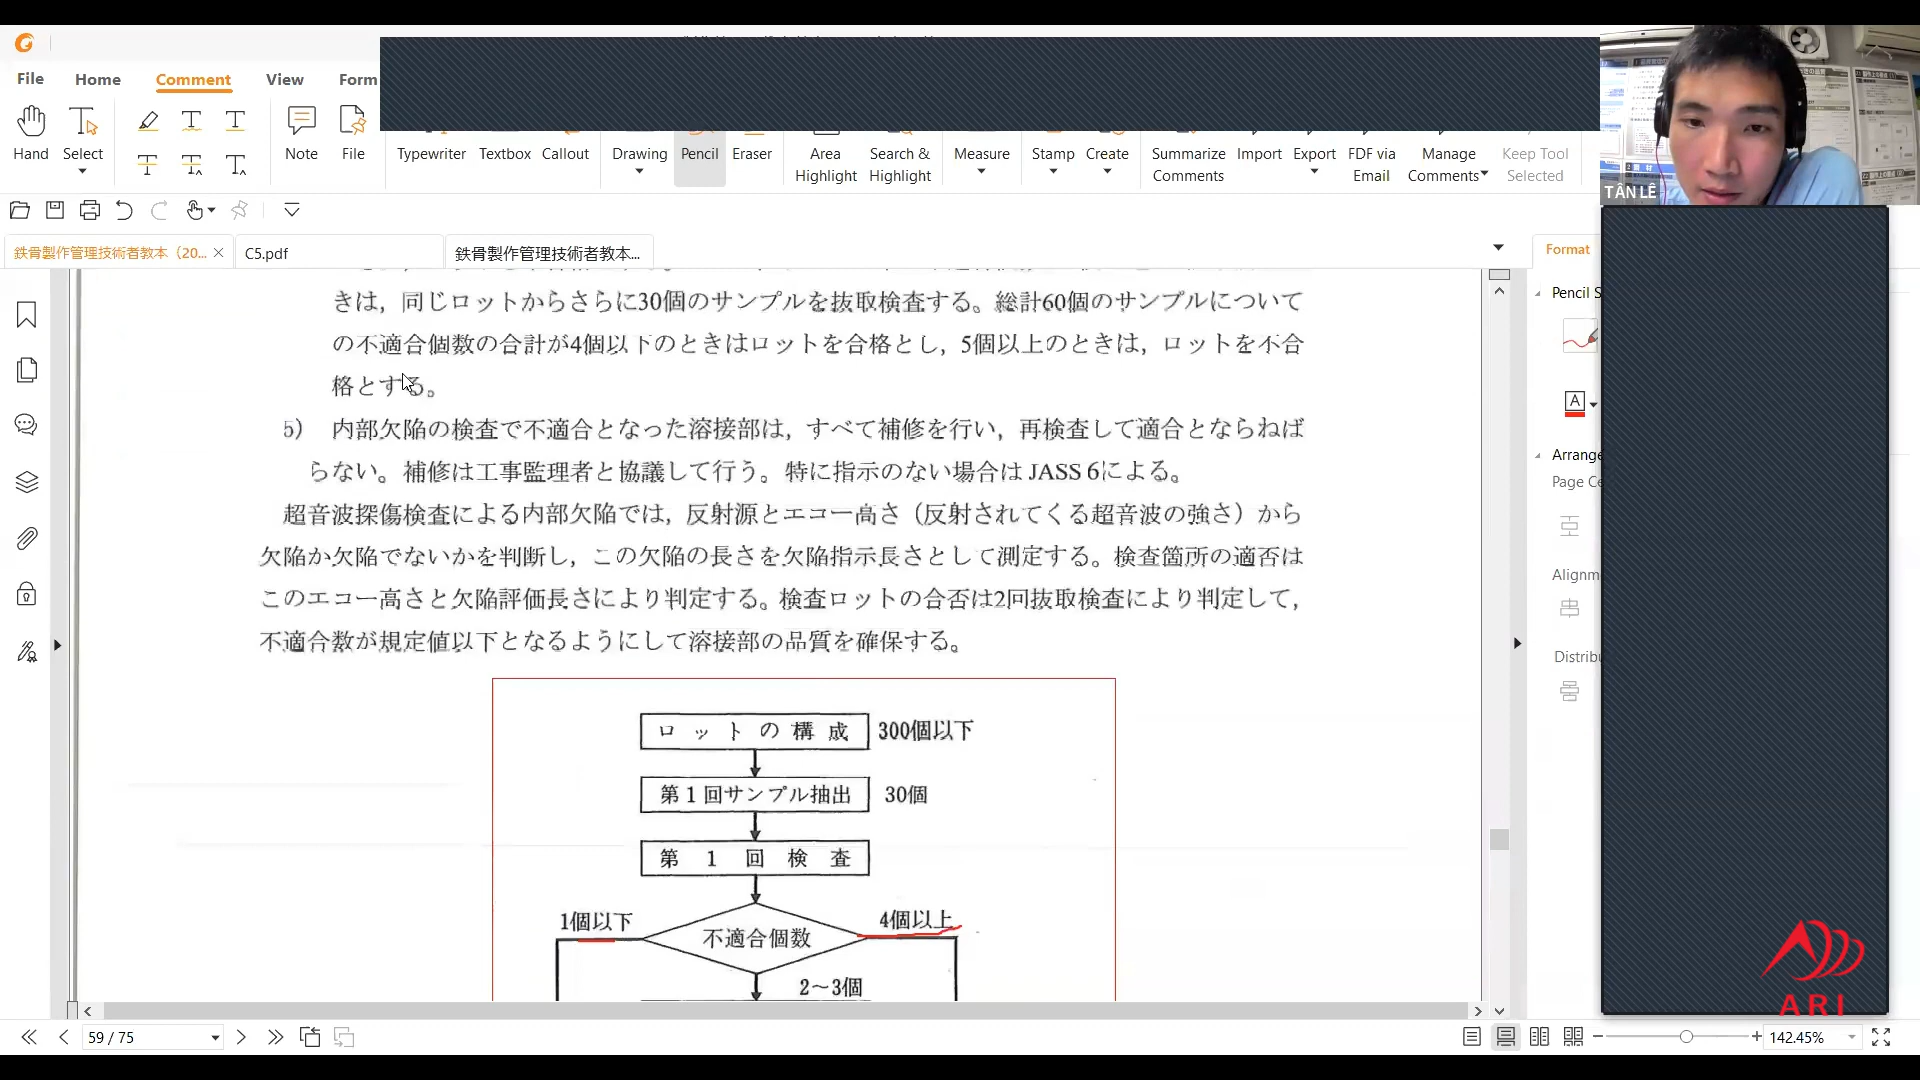 File
Home
Comment
View
Form
Hand
Select
Note
File
Typewriter
Textbox
Callout
Drawing
Pencil
Eraser
Area
Highlight
Search &
Highlight
Measure
Stamp
Create
Summarize
Comments
Import
Export
FDF via
Email
Manage
Comments
Keep Tool
Selected
TÂN LÊ
鉄骨製作管理技術者教本（20...
C5.pdf
鉄骨製作管理技術者教本...
Format
きは，同じロットからさらに30個のサンプルを抜取検査する。総計60個のサンプルについて
の不適合個数の合計が4個以下のときはロットを合格とし，5個以上のときは，ロットを不合
格とする。
5） 内部欠陥の検査で不適合となった溶接部は，すべて補修を行い，再検査して適合とならねば
らない。補修は工事監理者と協議して行う。特に指示のない場合は JASS 6による。
超音波探傷検査による内部欠陥では，反射源とエコー高さ（反射されてくる超音波の強さ）から
欠陥か欠陥でないかを判断し，この欠陥の長さを欠陥指示長さとして測定する。検査箇所の適否は
このエコー高さと欠陥評価長さにより判定する。検査ロットの合否は2回抜取検査により判定して，
不適合数が規定値以下となるようにして溶接部の品質を確保する。
ロットの構成 300個以下
第1回サンプル抽出 30個
第1回検査
1個以下
不適合個数
4個以上
2～3個
Pencil S
Arrange
Page Ce
Alignm
Distribu
ARI
59 / 75
142.45%